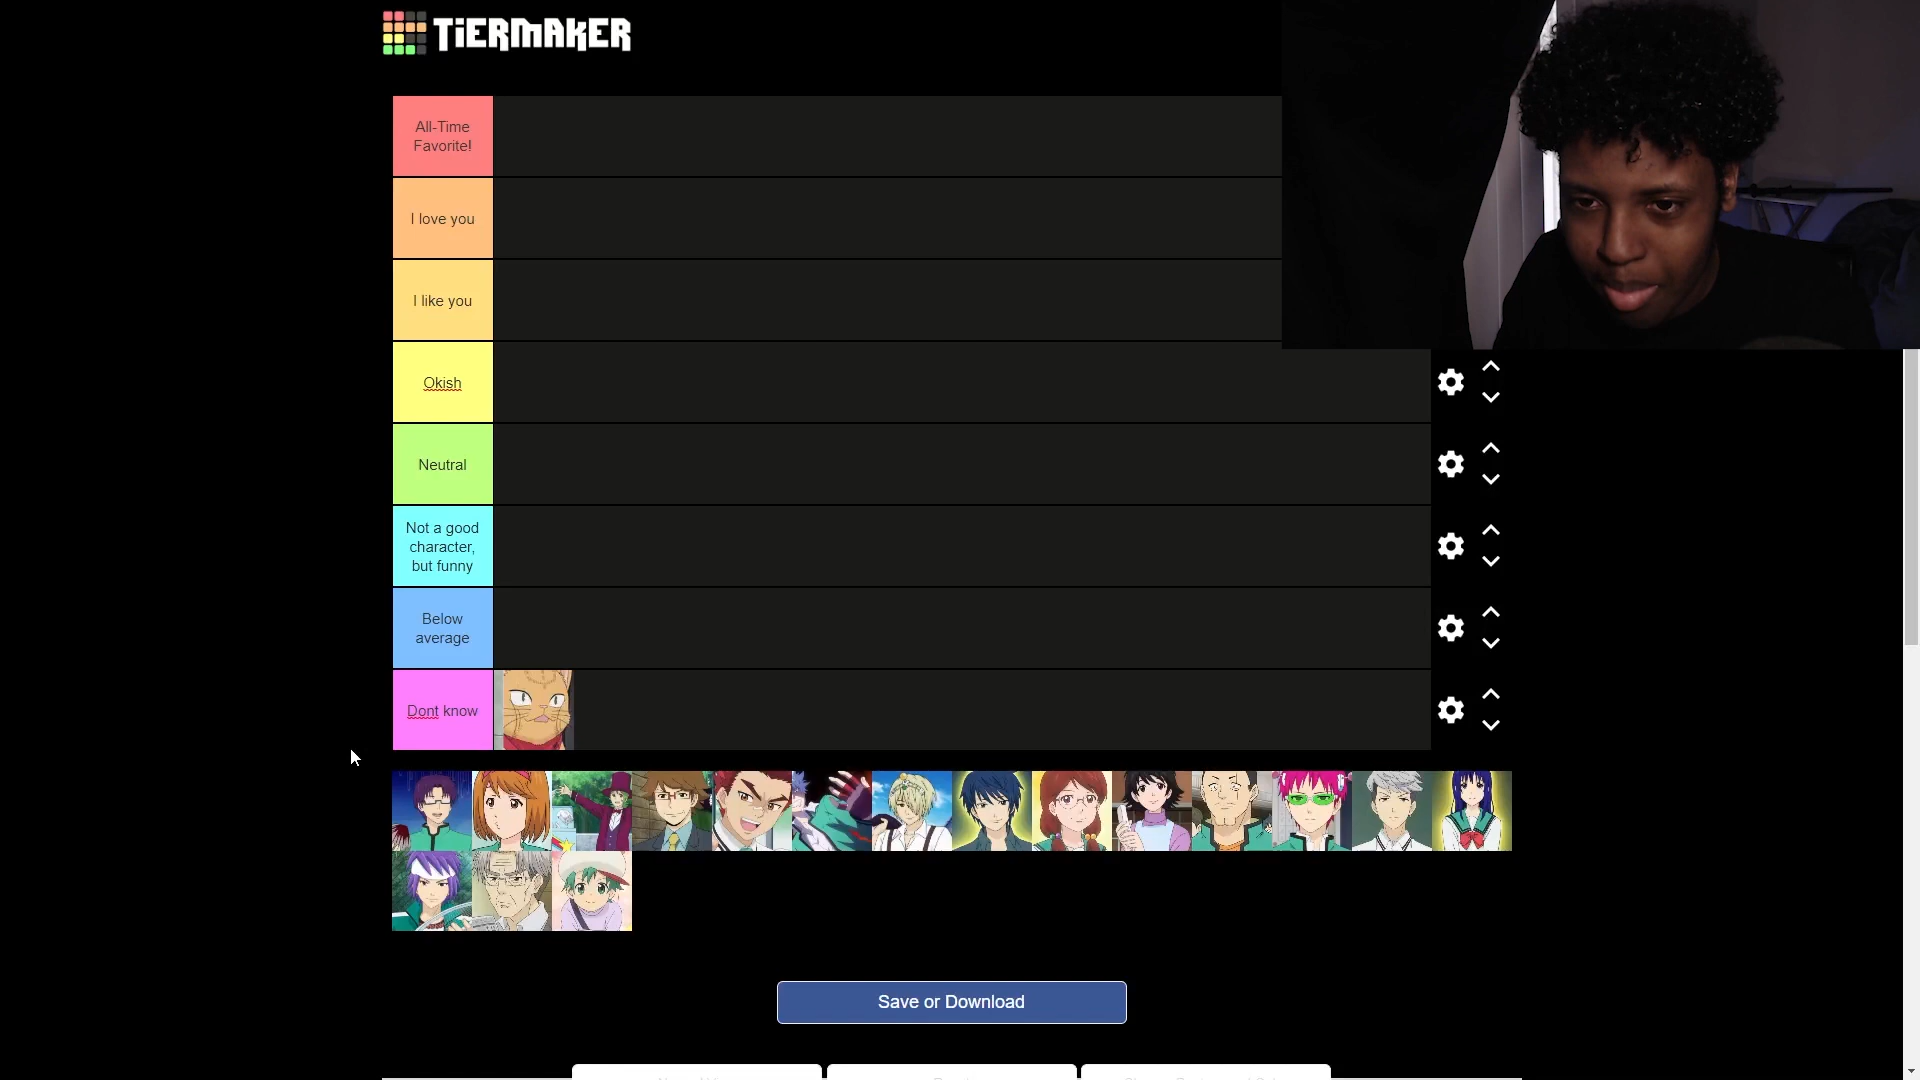 TiERMAKER
All-Time
Favorite!
I love you
I like you
Okish
Neutral
Not a good
character,
but funny
Below
average
Dont know
Save or Download